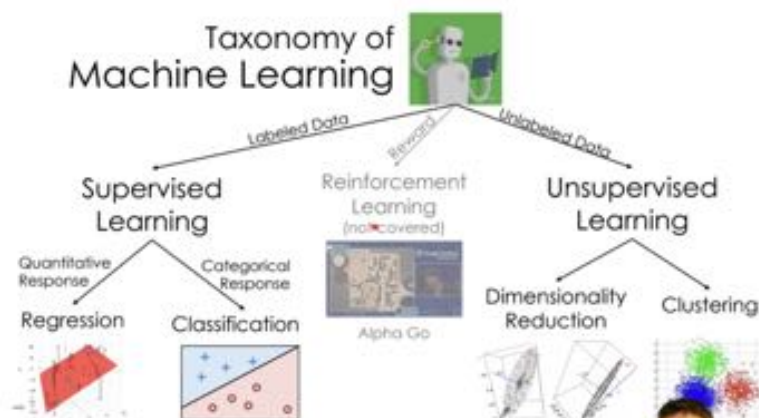 Taxonomy of
Machine Learning
Labeled Data
Reward
Unlabeled Data
Supervised
Learning
Reinforcement
Learning
(not covered)
Unsupervised
Learning
Quantitative
Response
Categorical
Response
Regression
Classification
Alpha Go
Dimensionality
Reduction
Clustering